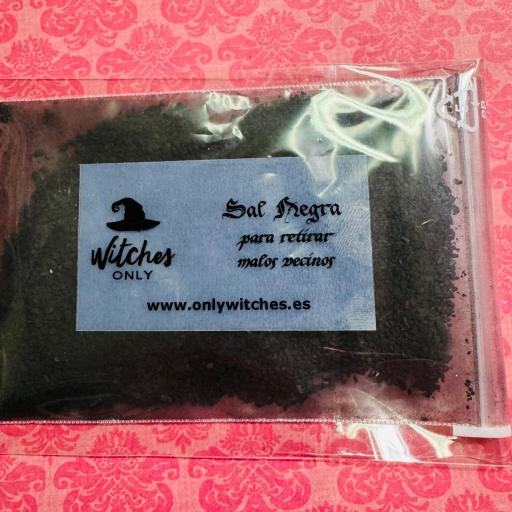 Witches
ONLY
Sal Negra
para retirar
malos vecinos
www.onlywitches.es